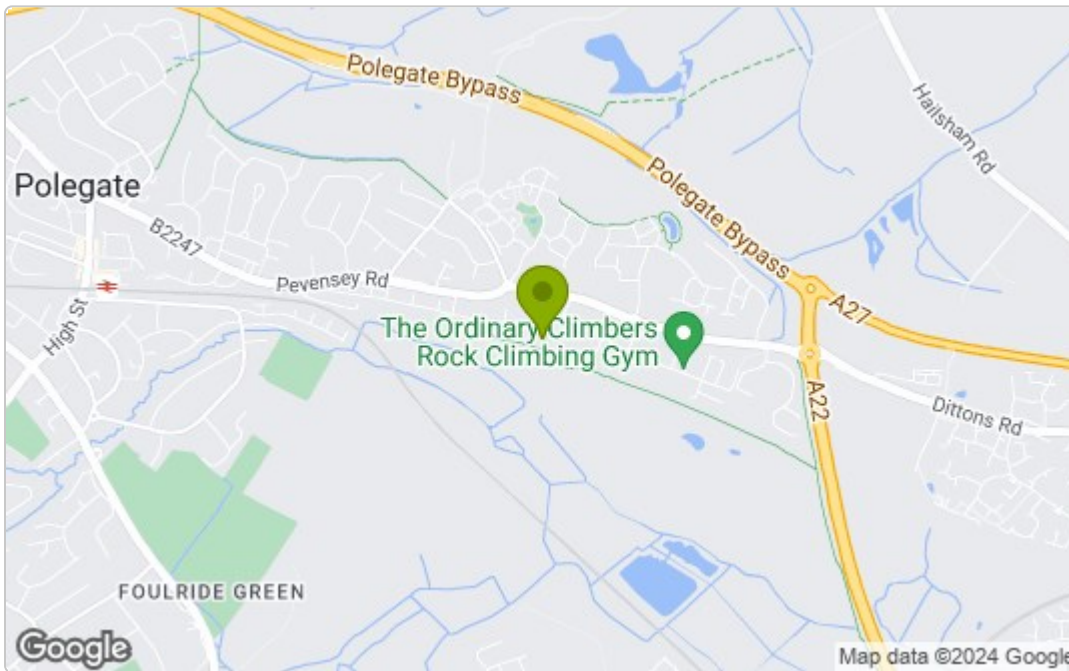 Polegate Bypass
Hailsham Rd
Polegate
Polegate Bypass
B2247
Pevensey Rd
High St
A27
The Ordinary Climbers
Rock Climbing Gym
A22
Dittons Rd
FOULRIDE GREEN
Google
Map data ©2024 Google